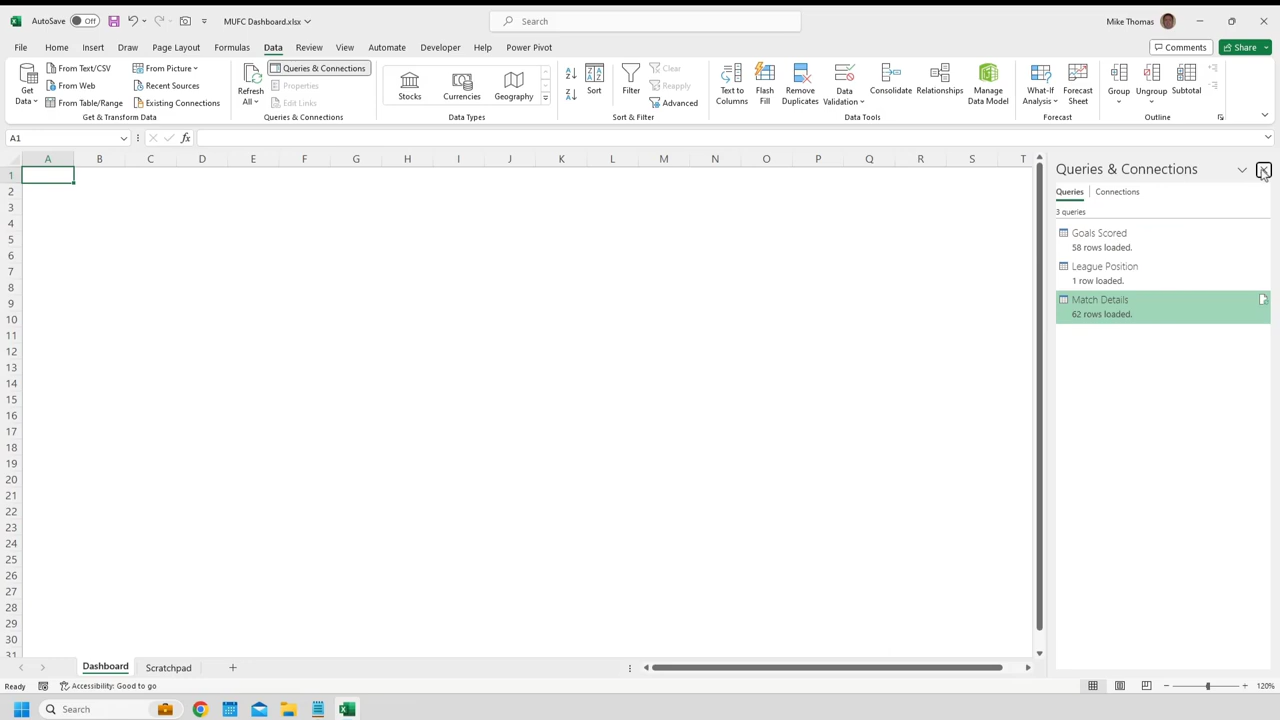 AutoSave Off MUFC Dashboard.xlsx Search Mike Thomas
File Home Insert Draw Page Layout Formulas Data Review View Automate Developer Help Power Pivot Comments Share
Get Data From Text/CSV From Web From Table/Range From Picture Recent Sources Existing Connections
Get & Transform Data
Refresh All Queries & Connections Properties Edit Links
Queries & Connections
Stocks Currencies Geography
Data Types
Sort Filter Clear Reapply Advanced
Sort & Filter
Text to Columns Flash Fill Remove Duplicates Data Validation Consolidate Relationships Manage Data Model
Data Tools
What-If Analysis Forecast Sheet
Forecast
Group Ungroup Subtotal
Outline
A1 fx
A B C D E F G H I J K L M N O P Q R S T
1
2
3
4
5
6
7
8
9
10
11
12
13
14
15
16
17
18
19
20
21
22
23
24
25
26
27
28
29
30
31
Queries & Connections
Queries Connections
3 queries
Goals Scored
58 rows loaded.
League Position
1 row loaded.
Match Details
62 rows loaded.
Dashboard Scratchpad
Ready Accessibility: Good to go 120%
Search